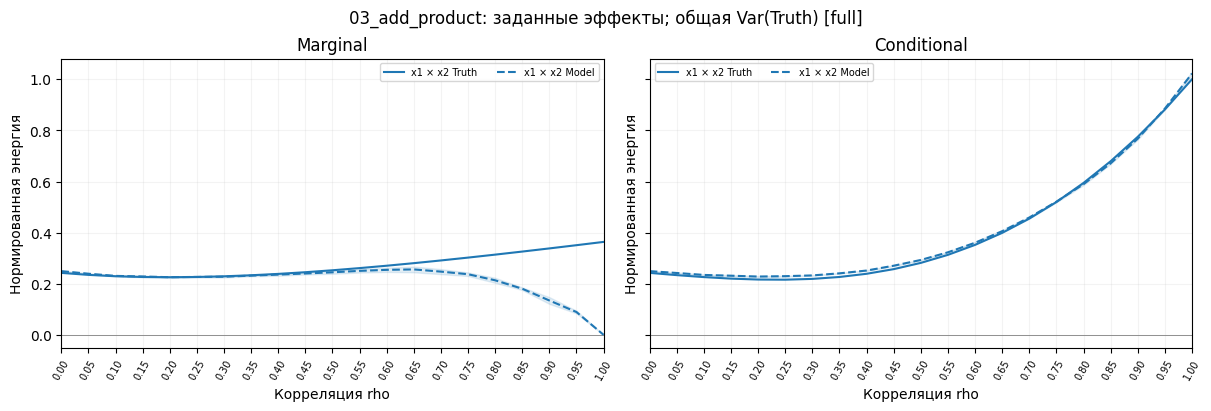 03_add_product: заданные эффекты; общая Var(Truth) [full]
Marginal
Нормированная энергия
1.0
0.8
0.6
0.4
0.2
0.0
x1 × x2 Truth
x1 × x2 Model
0.00 0.05 0.10 0.15 0.20 0.25 0.30 0.35 0.40 0.45 0.50 0.55 0.60 0.65 0.70 0.75 0.80 0.85 0.90 0.95 1.00
Корреляция rho
Conditional
Нормированная энергия
x1 × x2 Truth
x1 × x2 Model
0.00 0.05 0.10 0.15 0.20 0.25 0.30 0.35 0.40 0.45 0.50 0.55 0.60 0.65 0.70 0.75 0.80 0.85 0.90 0.95 1.00
Корреляция rho